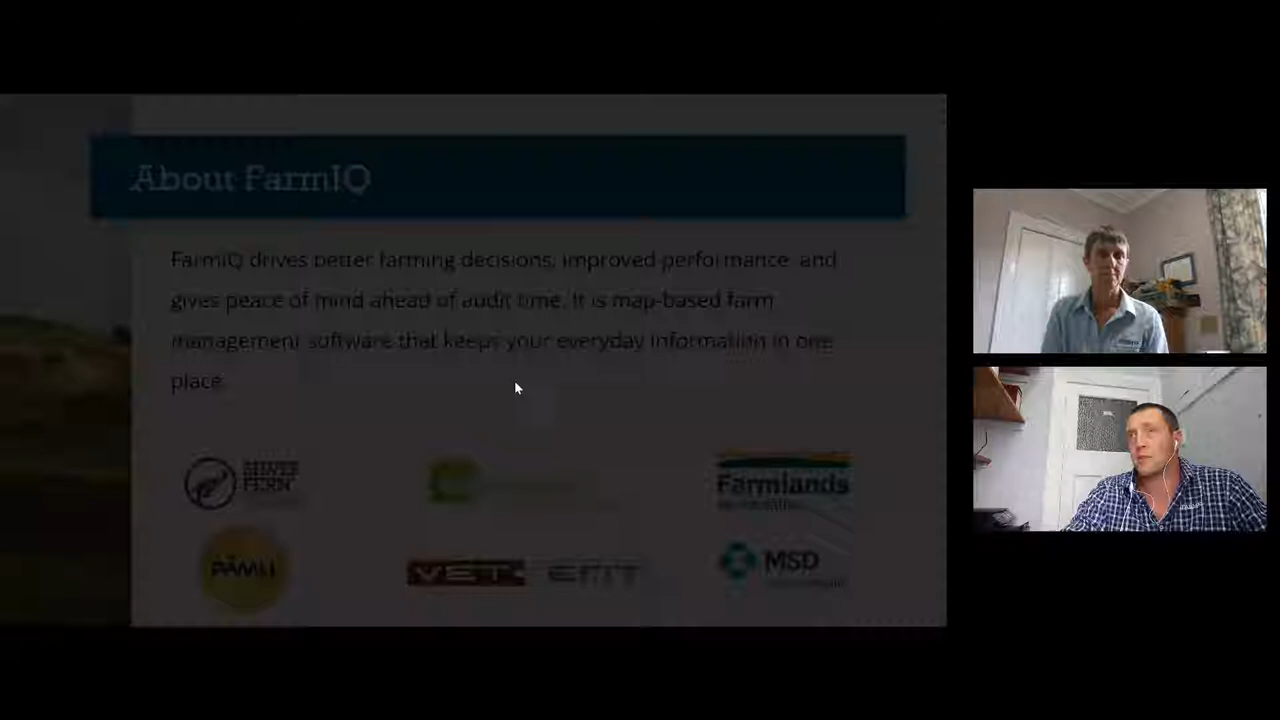 About FarmIQ
FarmIQ drives better farming decisions, improved performance and
gives peace of mind ahead of audit time. It is map-based farm
management software that keeps your everyday information in one
place.
SILVER
FERN
Farmlands
PĀMU
VET
MSD